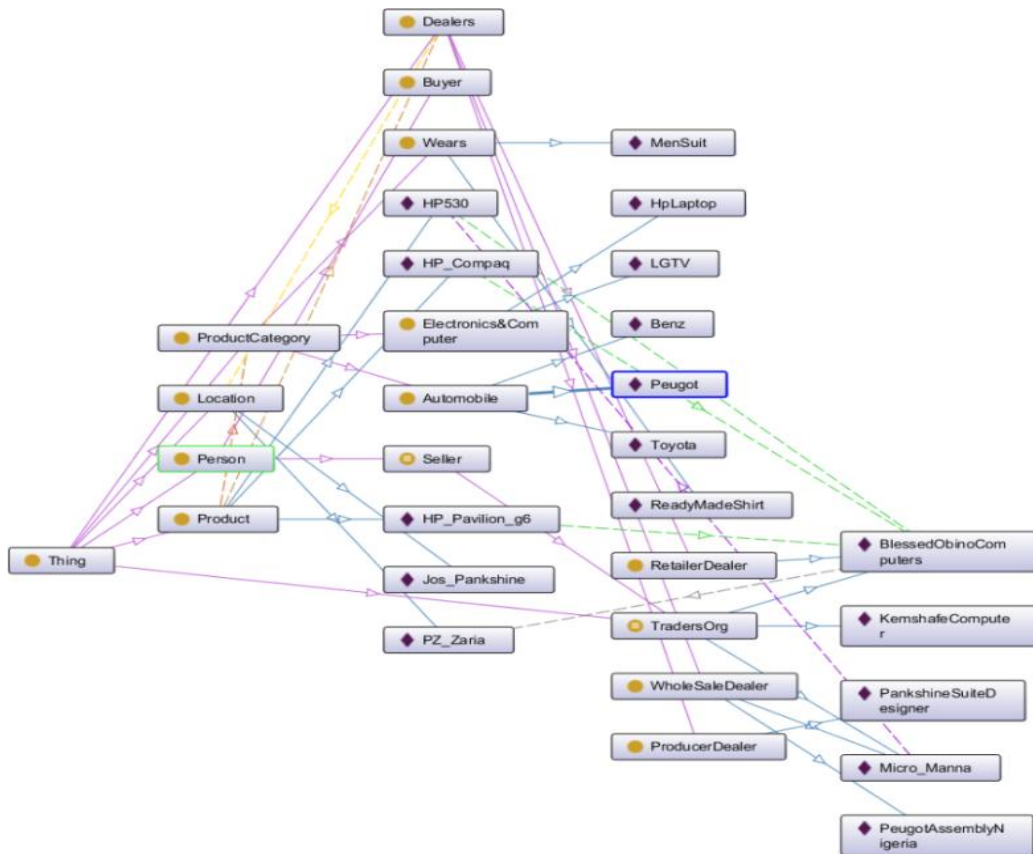 Dealers
Buyer
Wears
MenSuit
HP530
HpLaptop
HP_Compaq
LGTV
ProductCategory
Electronics&Com
puter
Benz
Location
Automobile
Peugot
Person
Seller
Toyota
Product
HP_Pavilion_g6
ReadyMadeShirt
Thing
Jos_Pankshine
RetailerDealer
BlessedObinoCom
puters
PZ_Zaria
TradersOrg
KemshafeCompute
r
WholeSaleDealer
PankshineSuiteD
esigner
ProducerDealer
Micro_Manna
PeugotAssemblyN
igeria